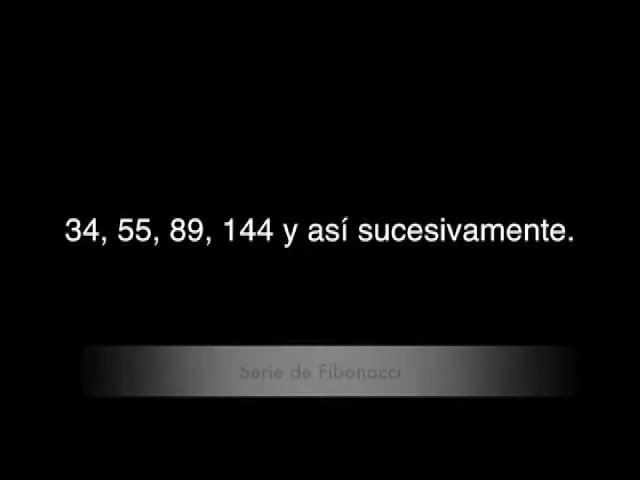 34, 55, 89, 144 y así sucesivamente.
Serie de Fibonacci